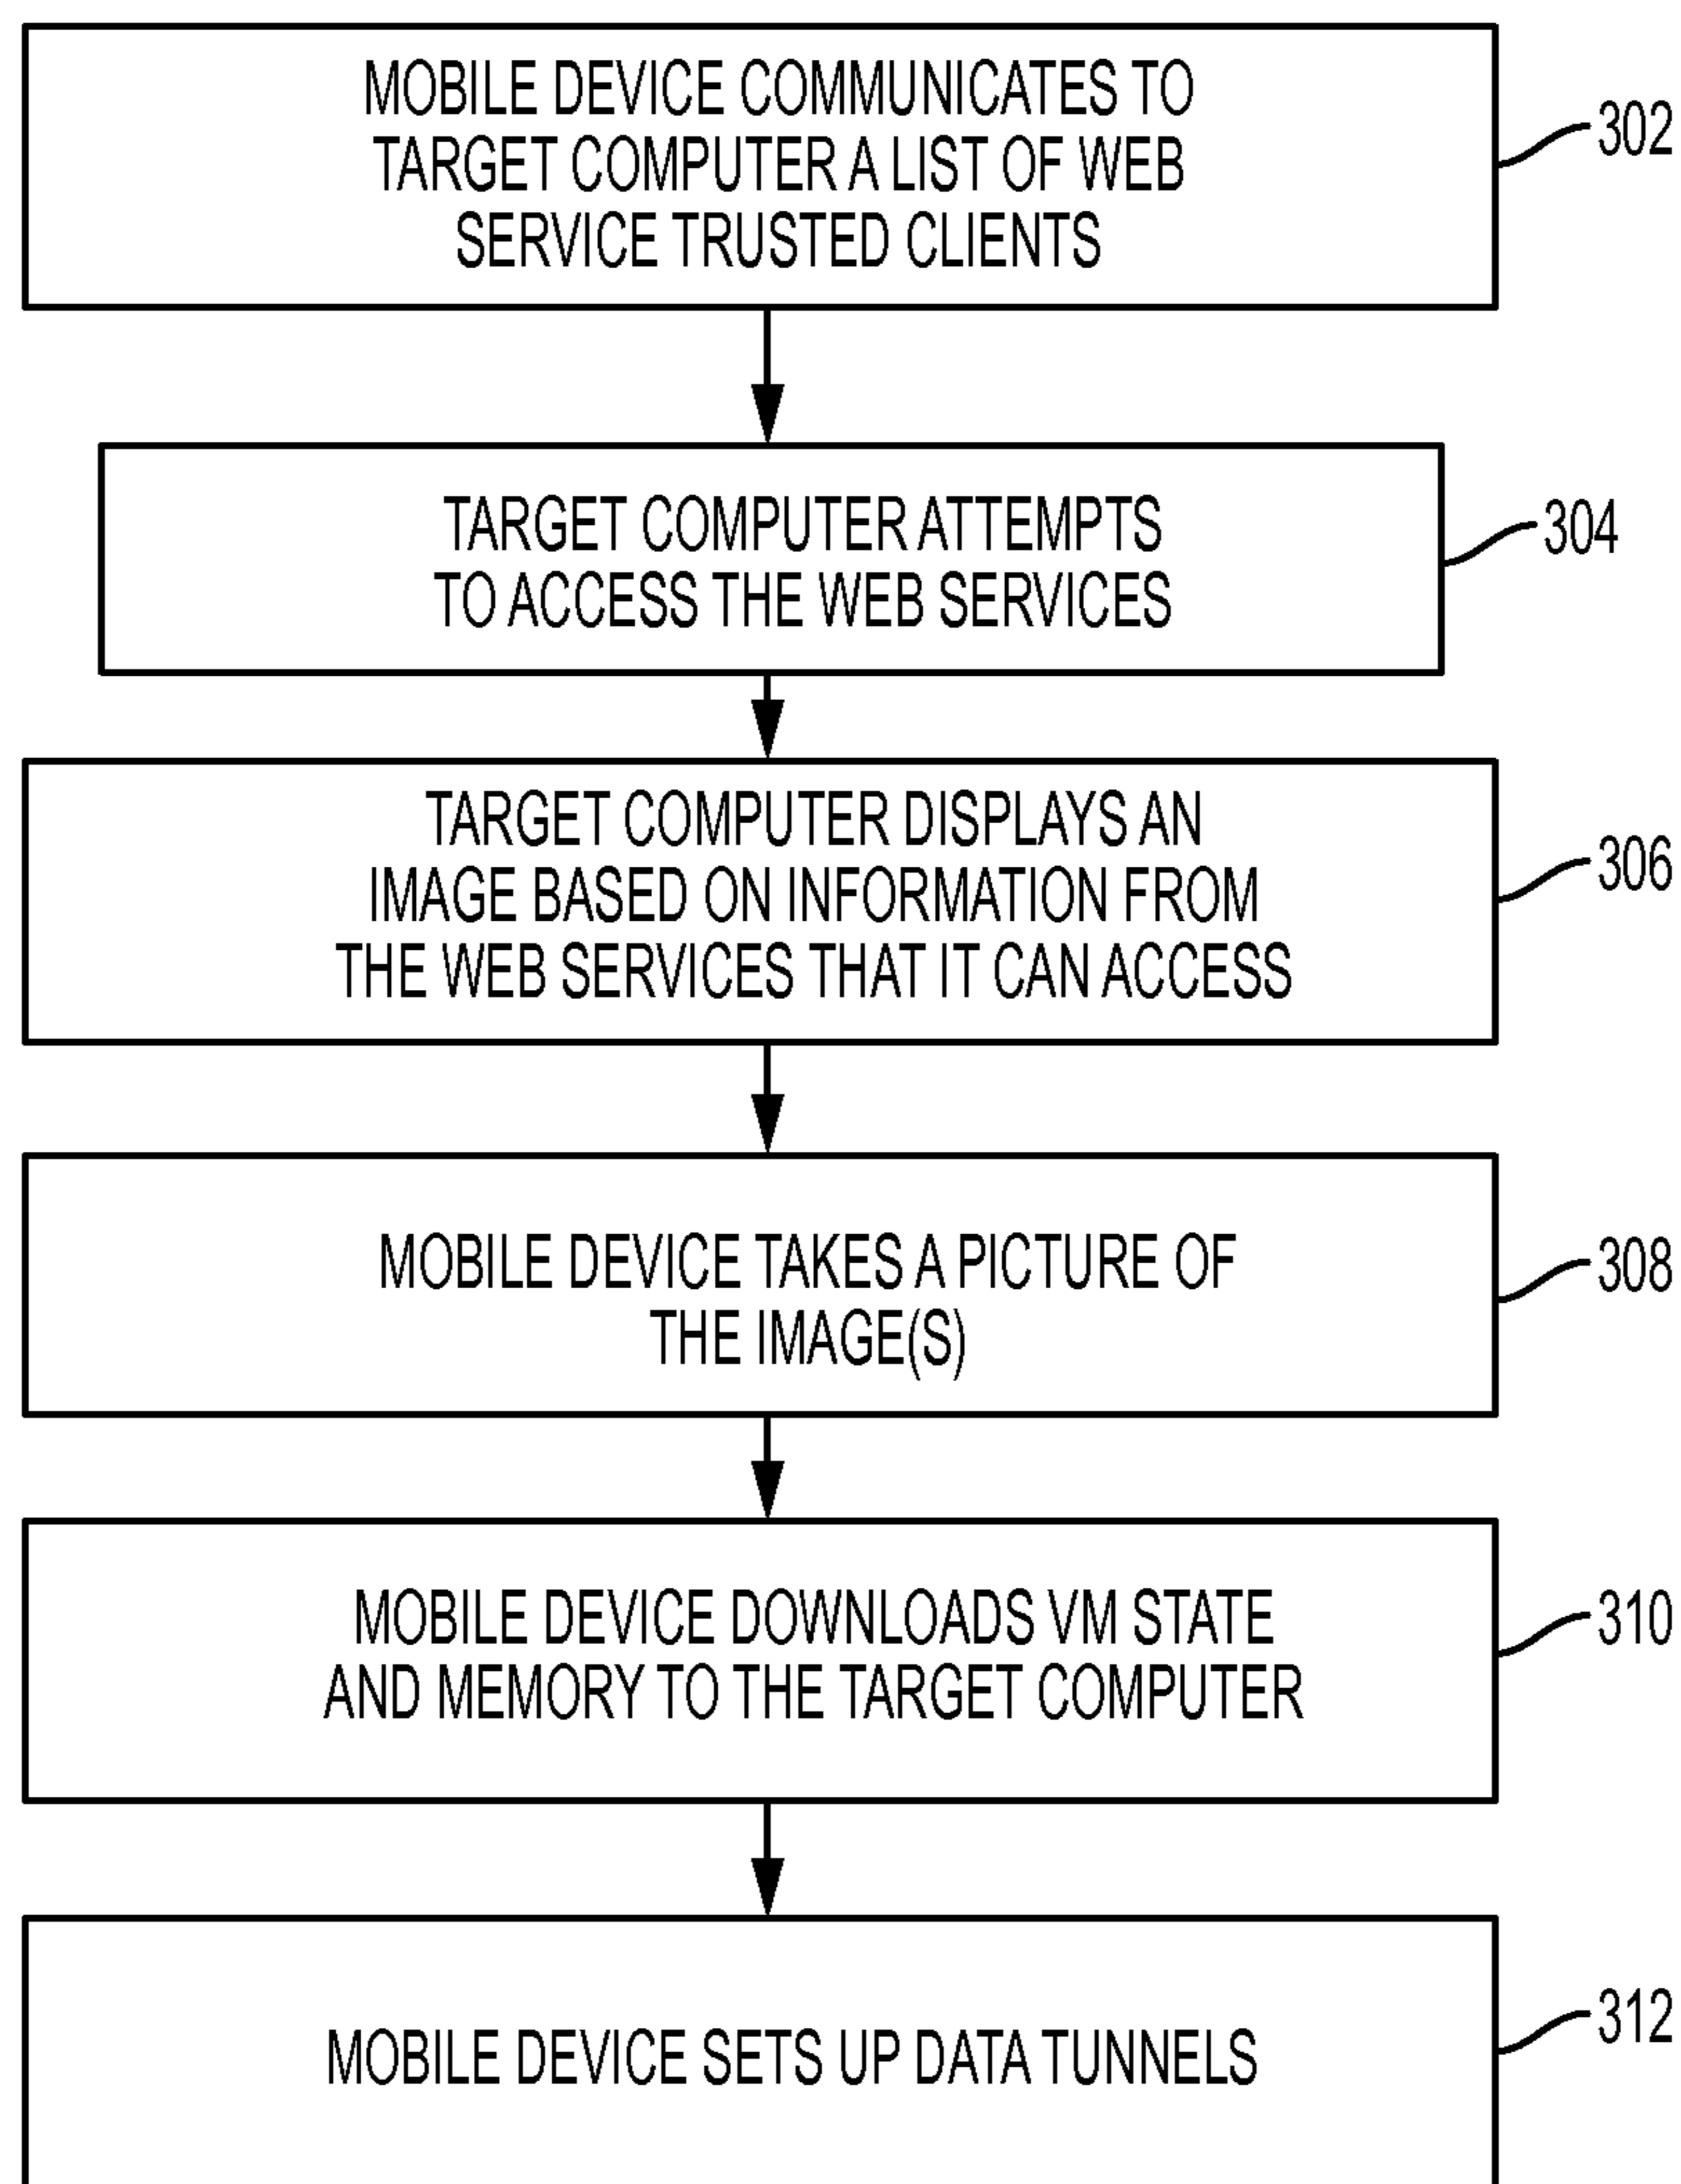 MOBILE DEVICE COMMUNICATES TO
TARGET COMPUTER A LIST OF WEB
SERVICE TRUSTED CLIENTS
302
TARGET COMPUTER ATTEMPTS
TO ACCESS THE WEB SERVICES
304
TARGET COMPUTER DISPLAYS AN
IMAGE BASED ON INFORMATION FROM
THE WEB SERVICES THAT IT CAN ACCESS
306
MOBILE DEVICE TAKES A PICTURE OF
THE IMAGE(S)
308
MOBILE DEVICE DOWNLOADS VM STATE
AND MEMORY TO THE TARGET COMPUTER
310
MOBILE DEVICE SETS UP DATA TUNNELS
312